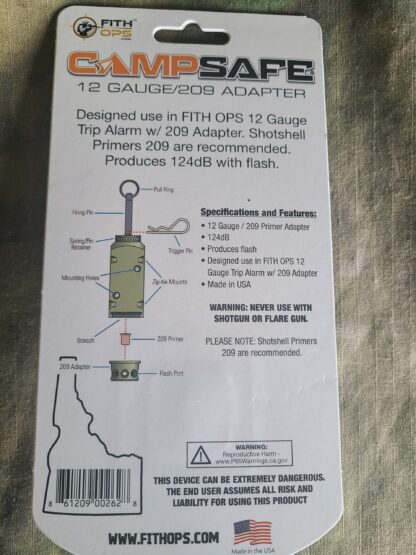 FITH
OPS
CAMPSAFE
12 GAUGE/209 ADAPTER
Designed use in FITH OPS 12 Gauge
Trip Alarm w/ 209 Adapter. Shotshell
Primers 209 are recommended.
Produces 124dB with flash.
Pull Ring
Firing Pin
Spring/Pin
Retainer
Trigger Pin
Mounting Holes
Zip-tie Mounts
Breech
209 Primer
209 Adapter
Flash Port
Specifications and Features:
• 12 Gauge / 209 Primer Adapter
• 124dB
• Produces flash
• Designed use in FITH OPS 12
Gauge Trip Alarm w/ 209 Adapter
• Made in USA
WARNING: NEVER USE WITH
SHOTGUN OR FLARE GUN.
PLEASE NOTE: Shotshell Primers
209 are recommended.
WARNING:
Reproductive Harm -
www.P65Warnings.ca.gov
THIS DEVICE CAN BE EXTREMELY DANGEROUS.
THE END USER ASSUMES ALL RISK AND
LIABILITY FOR USING THIS PRODUCT
8 61209 00262 8
WWW.FITHOPS.COM
Made in the USA